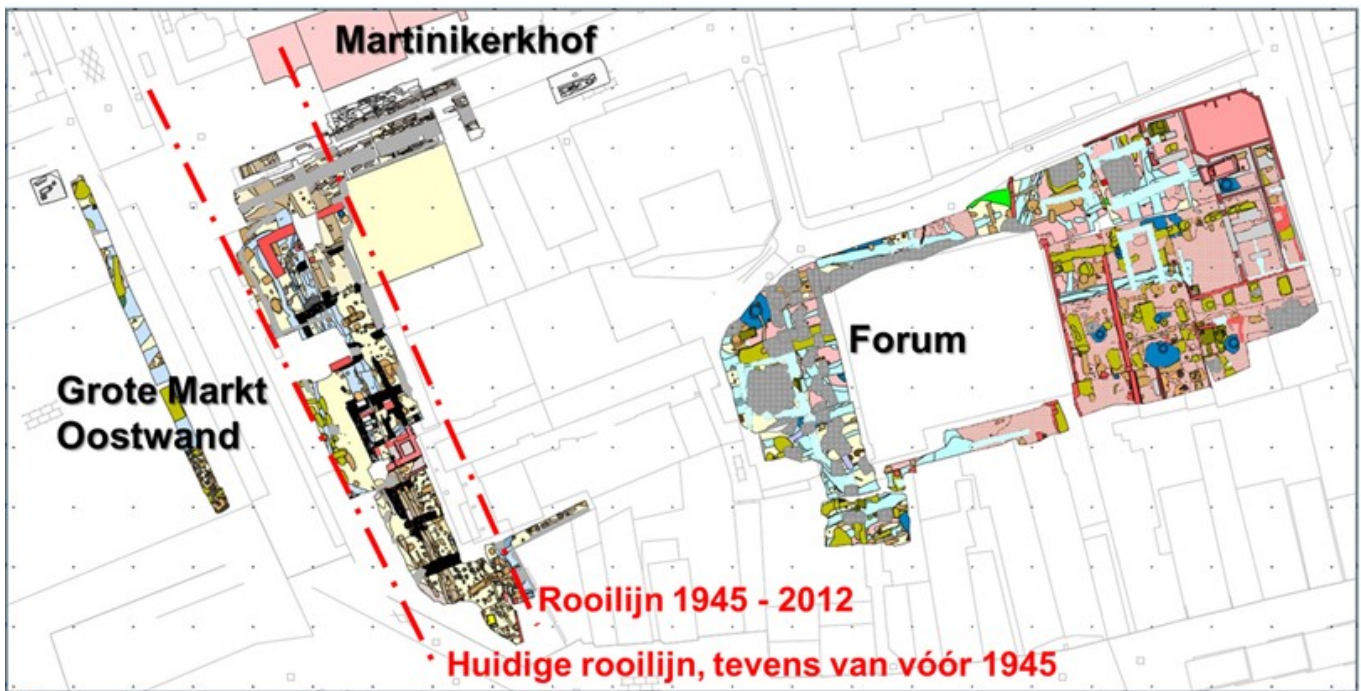 Martinikerkhof
Forum
Grote Markt
Oostwand
Rooilijn 1945 - 2012
Huidige rooilijn, tevens van vóór 1945